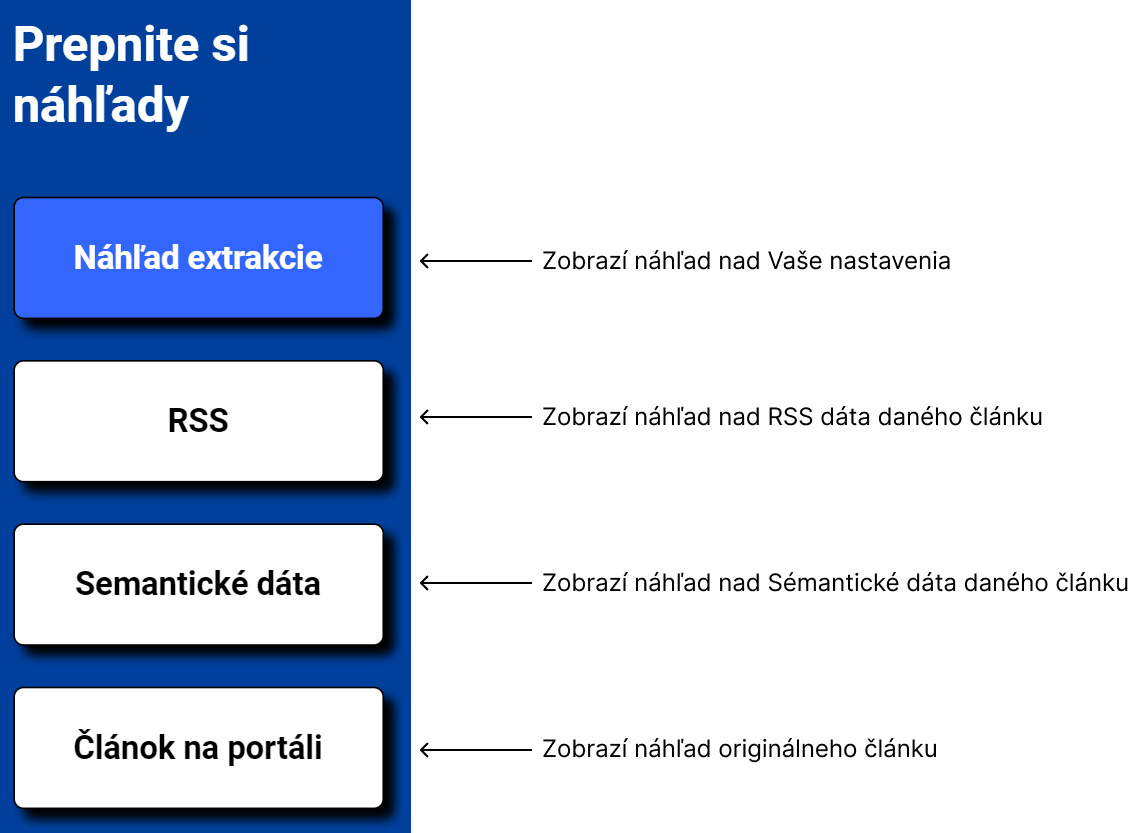 Prepnite si
náhľady
Náhľad extrakcie
Zobrazí náhľad nad Vaše nastavenia
RSS
Zobrazí náhľad nad RSS dáta daného článku
Semantické dáta
Zobrazí náhľad nad Sémantické dáta daného článku
Článok na portáli
Zobrazí náhľad originálneho článku